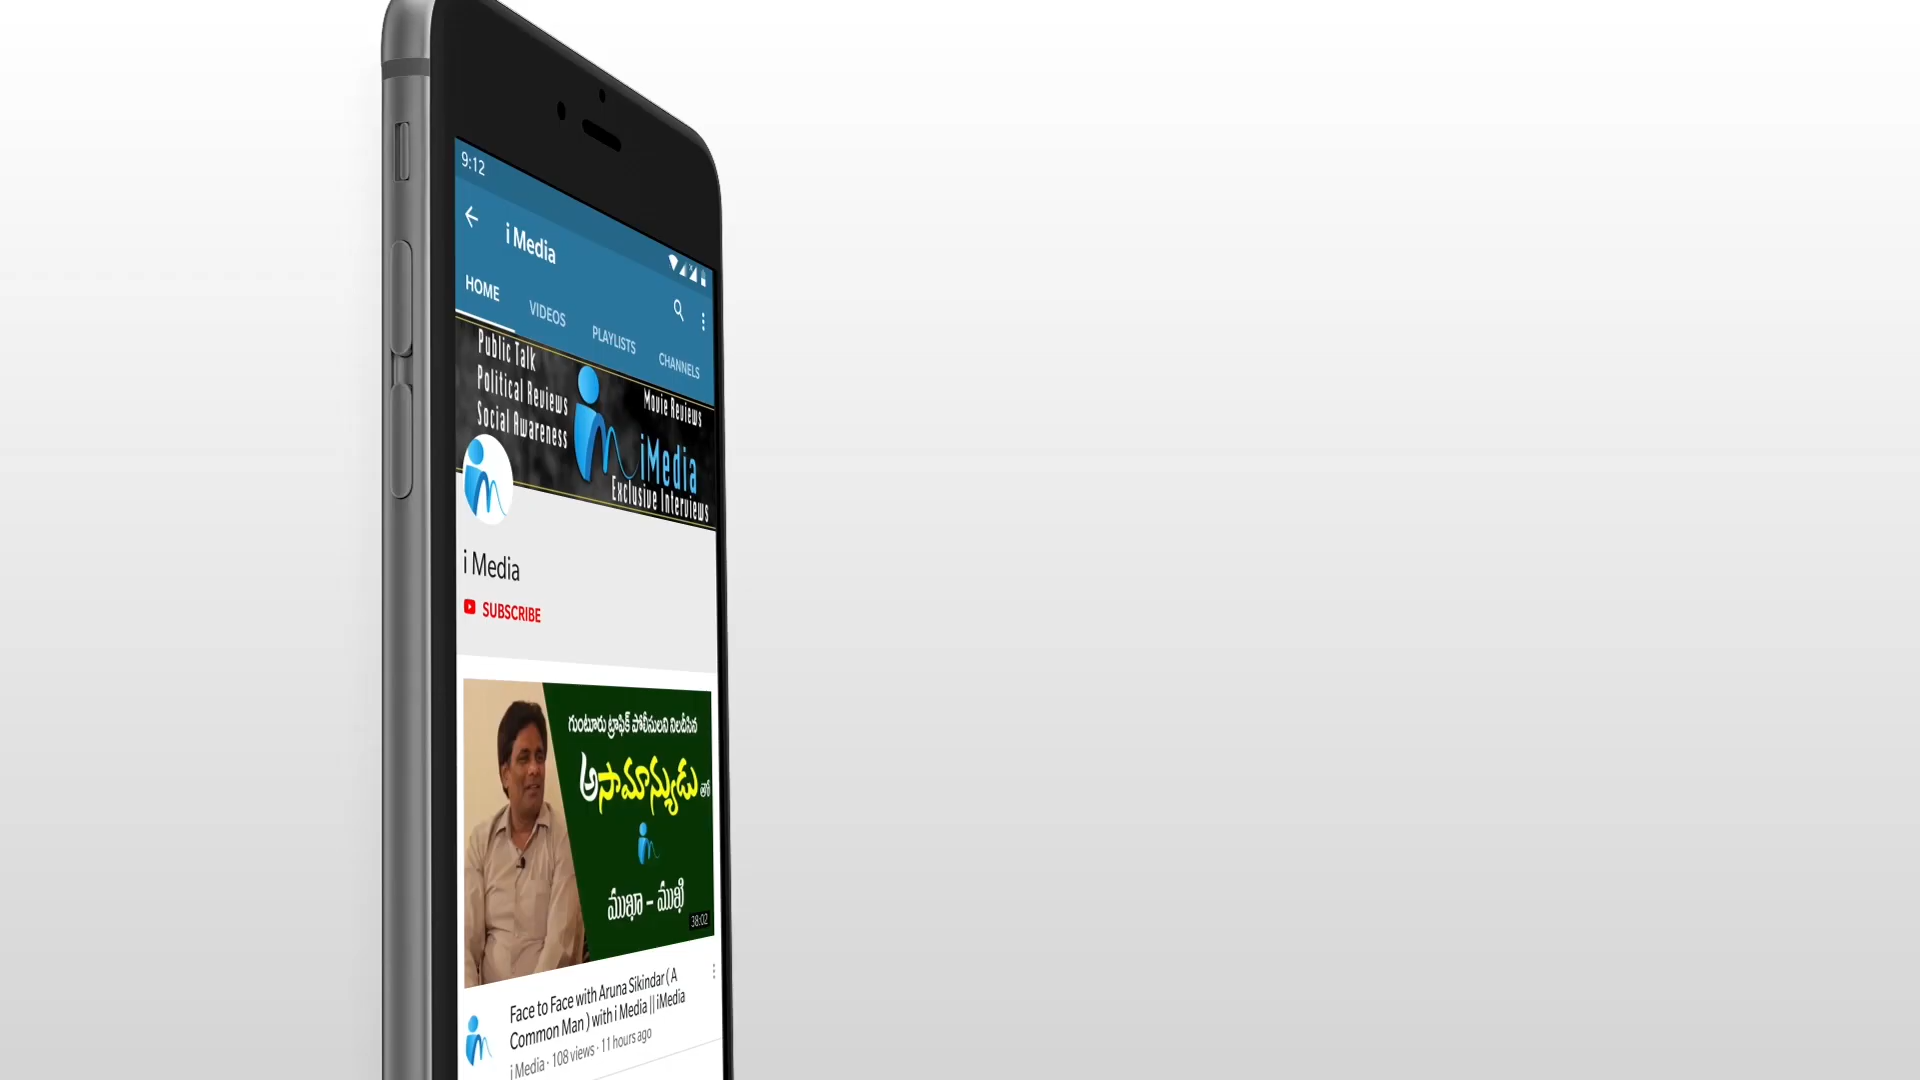 9:12
i Media
HOME
VIDEOS
PLAYLISTS
CHANNELS
Public Talk
Political Reviews
Social Awareness
Movie Reviews
iMedia
Exclusive Interviews
i Media
SUBSCRIBE
గుంటూరు ట్రాఫిక్ పోలీసులని నిలదీసిన
అసామాన్యుడు తో
ముఖా - ముఖి
38:02
Face to Face with Aruna Sikindar ( A
Common Man ) with i Media || iMedia
i Media · 108 views · 11 hours ago